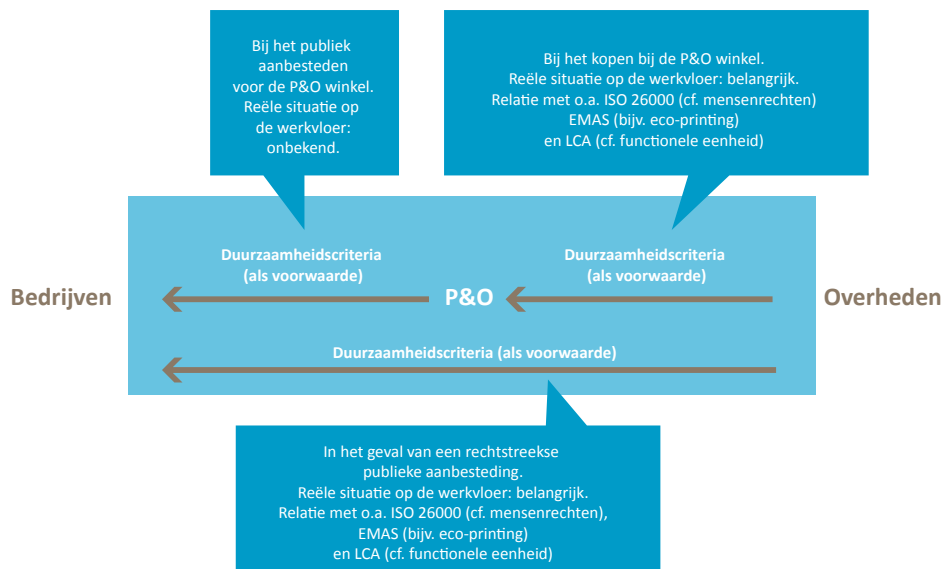 Bij het publiek
aanbesteden
voor de P&O winkel.
Reële situatie op
de werkvloer:
onbekend.
Bij het kopen bij de P&O winkel.
Reële situatie op de werkvloer: belangrijk.
Relatie met o.a. ISO 26000 (cf. mensenrechten)
EMAS (bijv. eco-printing)
en LCA (cf. functionele eenheid)
Duurzaamheidscriteria
(als voorwaarde)
Duurzaamheidscriteria
(als voorwaarde)
Bedrijven
P&O
Overheden
Duurzaamheidscriteria (als voorwaarde)
In het geval van een rechtstreekse
publieke aanbesteding.
Reële situatie op de werkvloer: belangrijk.
Relatie met o.a. ISO 26000 (cf. mensenrechten),
EMAS (bijv. eco-printing)
en LCA (cf. functionele eenheid)